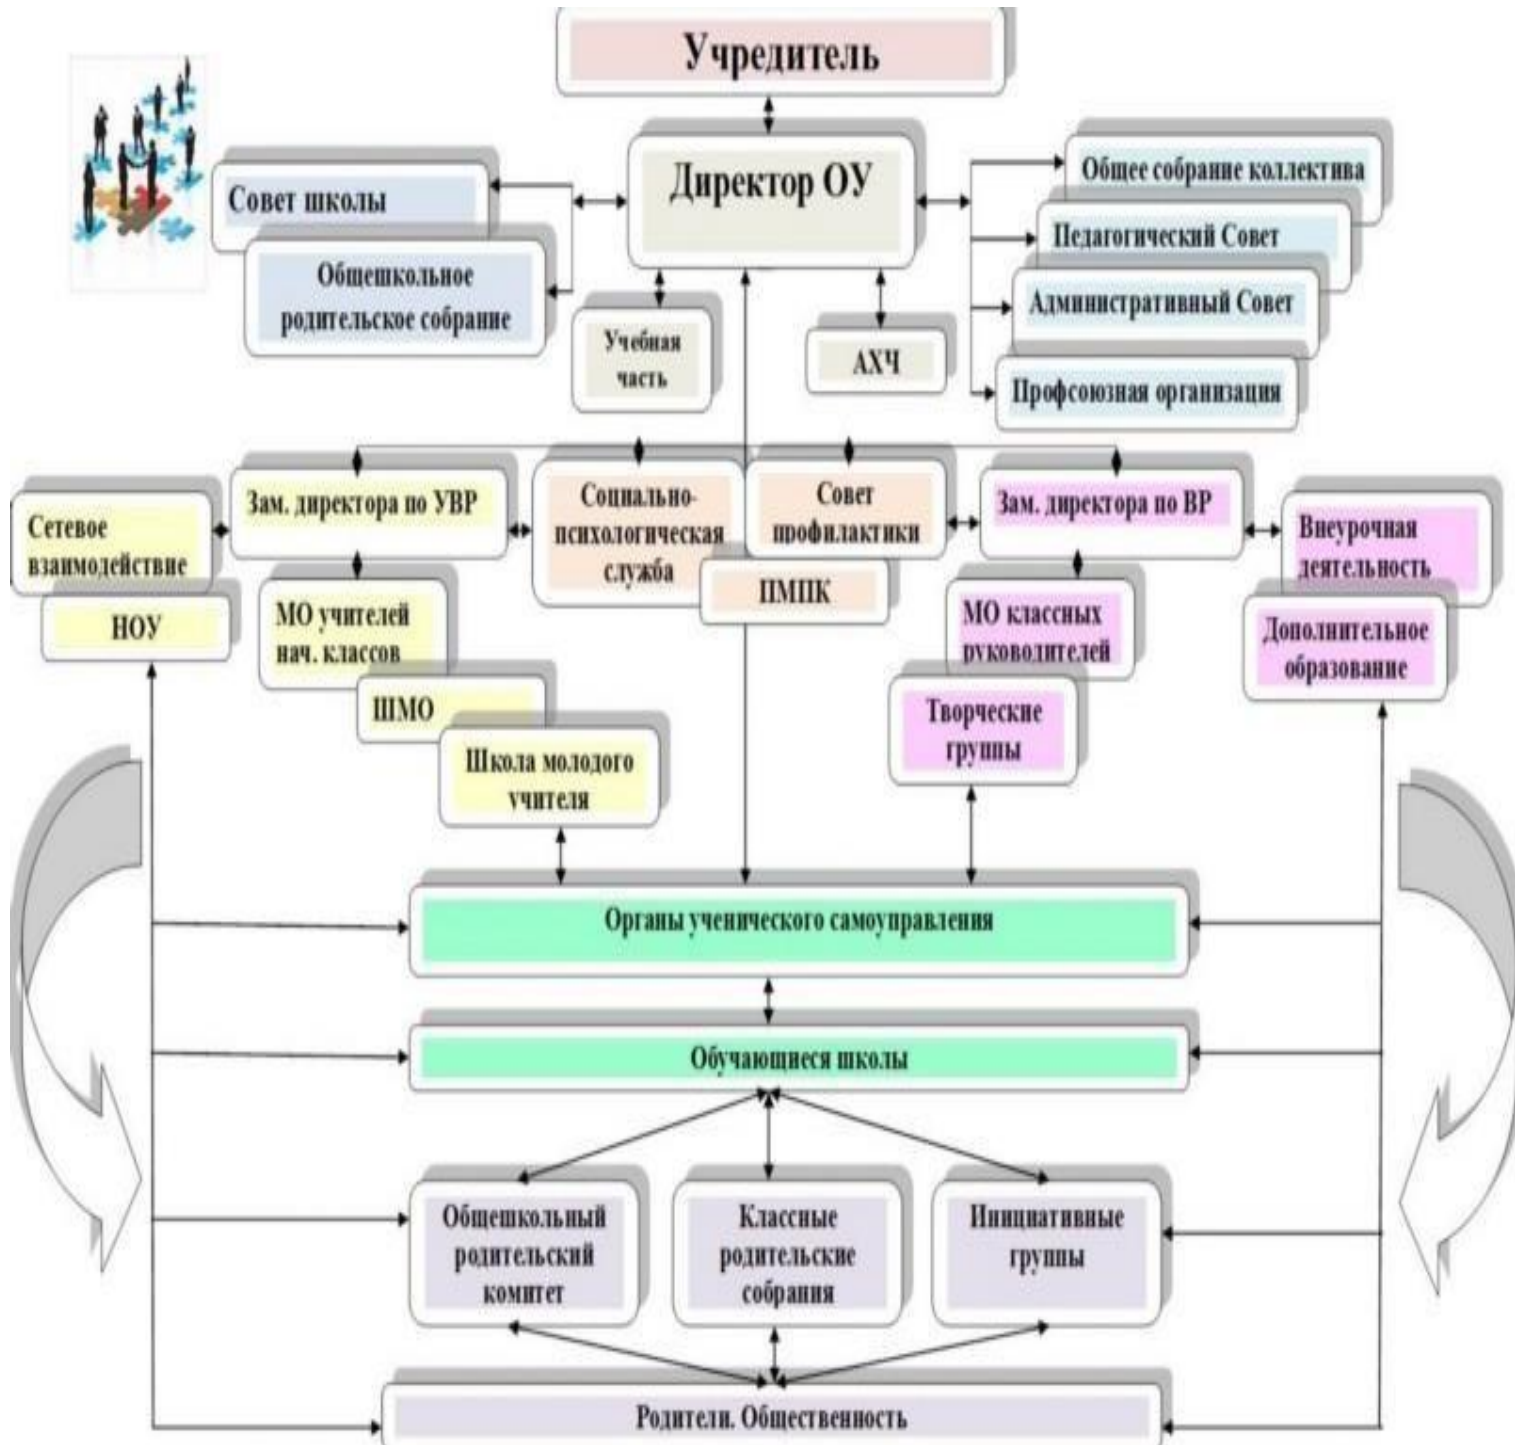 Учредитель
Директор ОУ
Совет школы
Общешкольное
родительское собрание
Общее собрание коллектива
Педагогический Совет
Административный Совет
Профсоюзная организация
Учебная
часть
АХЧ
Сетевое
взаимодействие
НОУ
Зам. директора по УВР
МО учителей
нач. классов
ШМО
Школа молодого
учителя
Социально-
психологическая
служба
Совет
профилактики
ПМПК
Зам. директора по ВР
МО классных
руководителей
Творческие
группы
Внеурочная
деятельность
Дополнительное
образование
Органы ученического самоуправления
Обучающиеся школы
Общешкольный
родительский
комитет
Классные
родительские
собрания
Инициативные
группы
Родители. Общественность